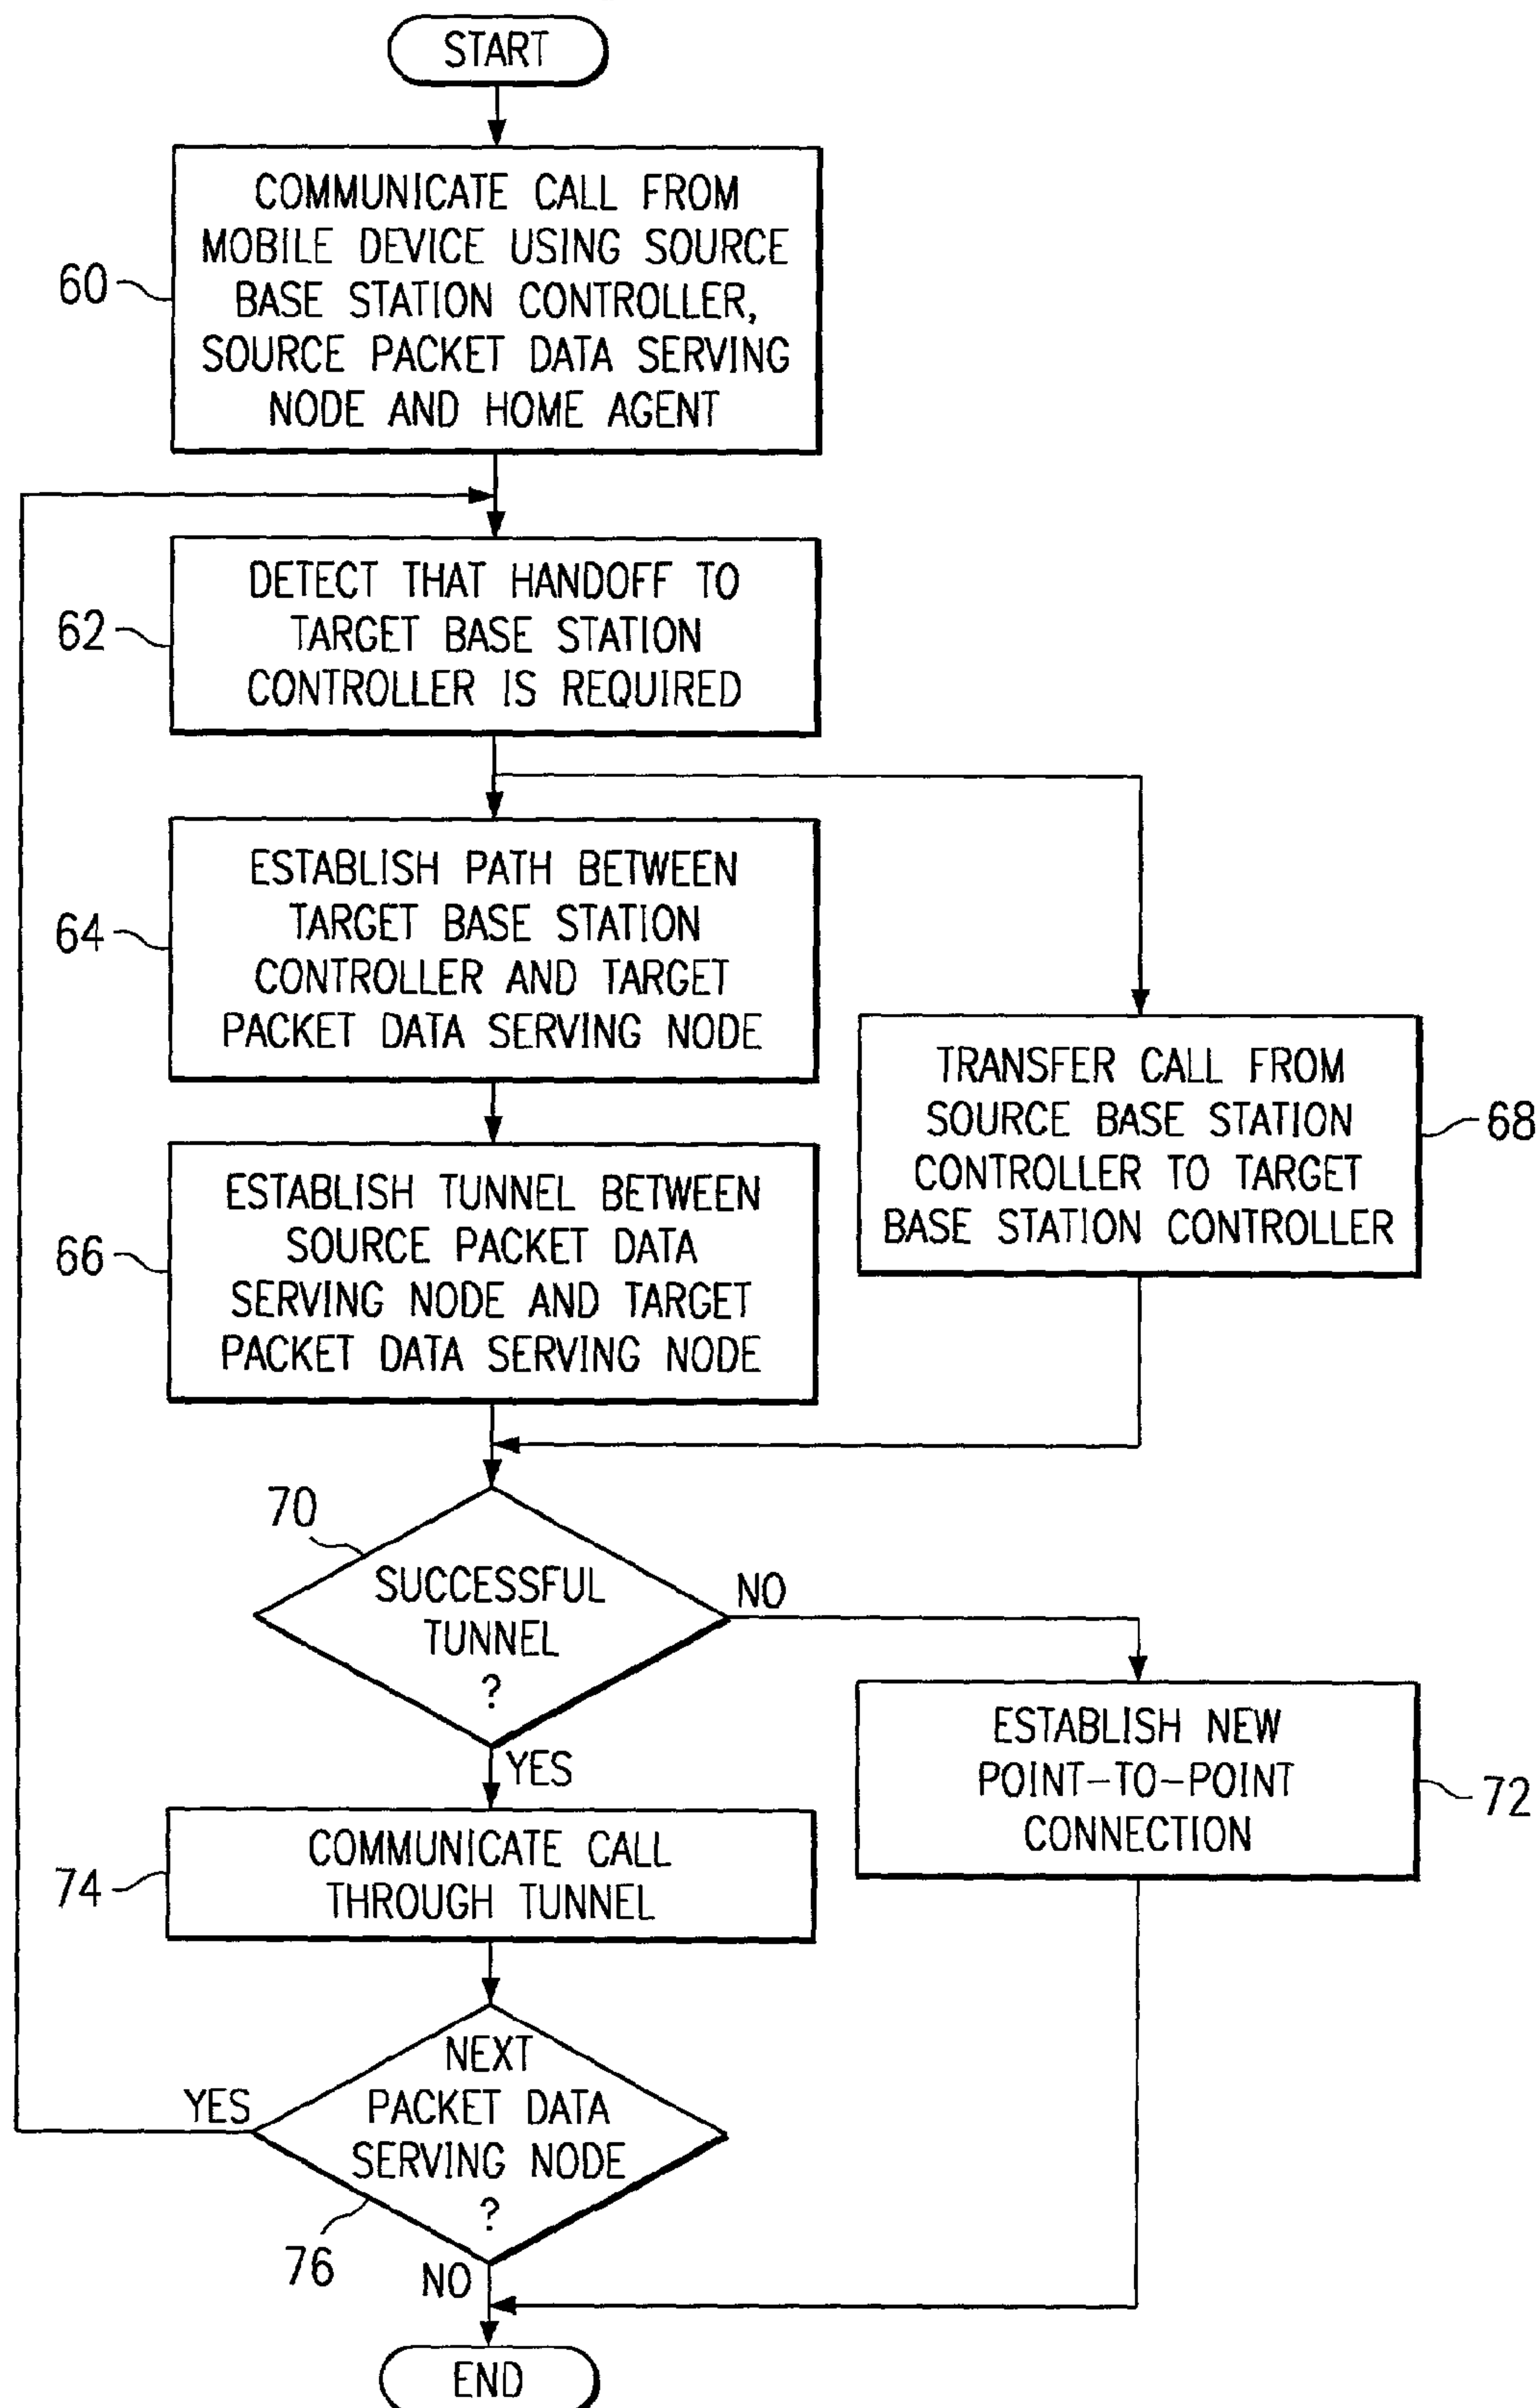 START
COMMUNICATE CALL FROM
MOBILE DEVICE USING SOURCE
BASE STATION CONTROLLER,
SOURCE PACKET DATA SERVING
NODE AND HOME AGENT
60
DETECT THAT HANDOFF TO
TARGET BASE STATION
CONTROLLER IS REQUIRED
62
ESTABLISH PATH BETWEEN
TARGET BASE STATION
CONTROLLER AND TARGET
PACKET DATA SERVING NODE
64
TRANSFER CALL FROM
SOURCE BASE STATION
CONTROLLER TO TARGET
BASE STATION CONTROLLER
68
ESTABLISH TUNNEL BETWEEN
SOURCE PACKET DATA
SERVING NODE AND TARGET
PACKET DATA SERVING NODE
66
70
SUCCESSFUL
TUNNEL
?
NO
YES
ESTABLISH NEW
POINT-TO-POINT
CONNECTION
72
COMMUNICATE CALL
THROUGH TUNNEL
74
NEXT
PACKET DATA
SERVING NODE
?
YES
76
NO
END